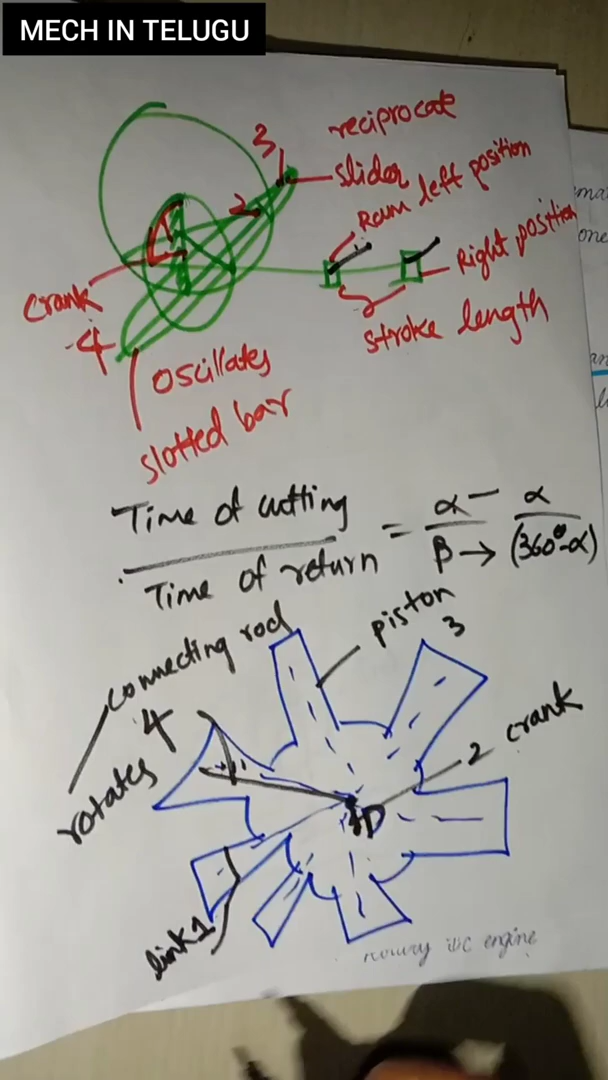 MECH IN TELUGU
reciprocate
3
slider
2
Ram left position
1
Right position
crank
stroke length
4
oscillates
slotted bar
Time of cutting / Time of return = α / β → α / (360°-α)
connecting rod
piston
3
4
rotates
2 crank
D
link 1
engine